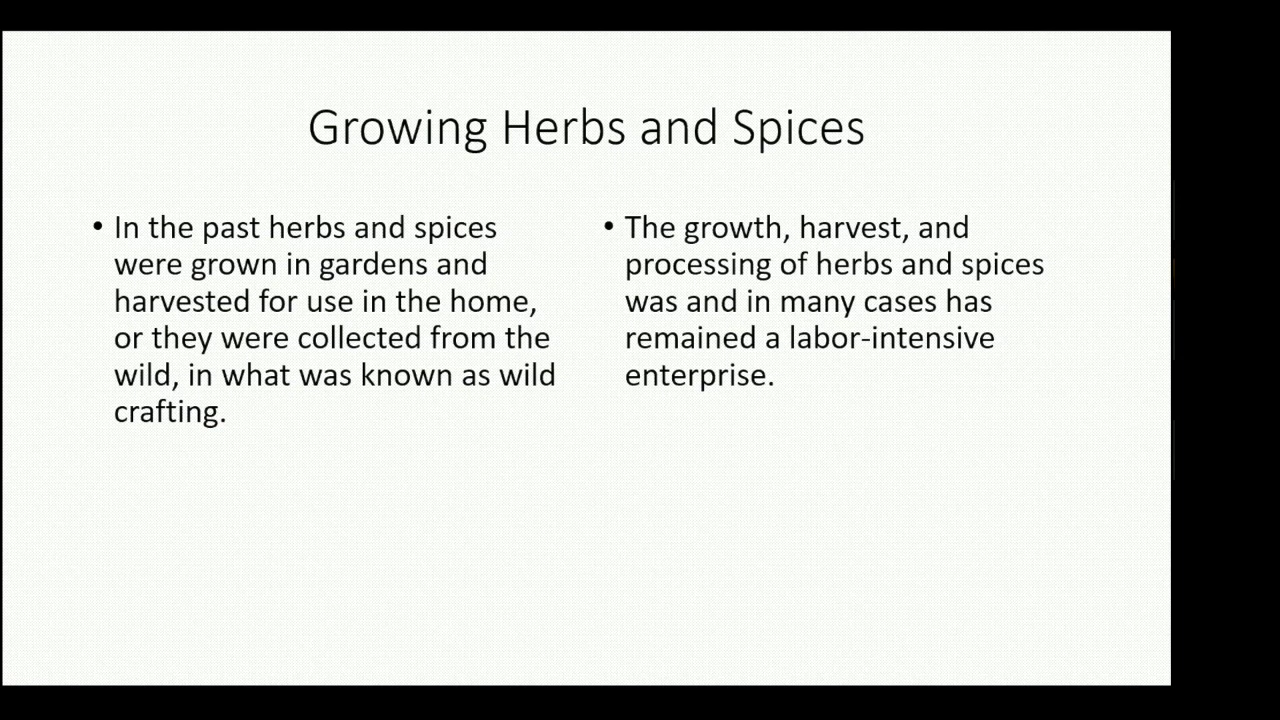 Growing Herbs and Spices
• In the past herbs and spices
were grown in gardens and
harvested for use in the home,
or they were collected from the
wild, in what was known as wild
crafting.
• The growth, harvest, and
processing of herbs and spices
was and in many cases has
remained a labor-intensive
enterprise.